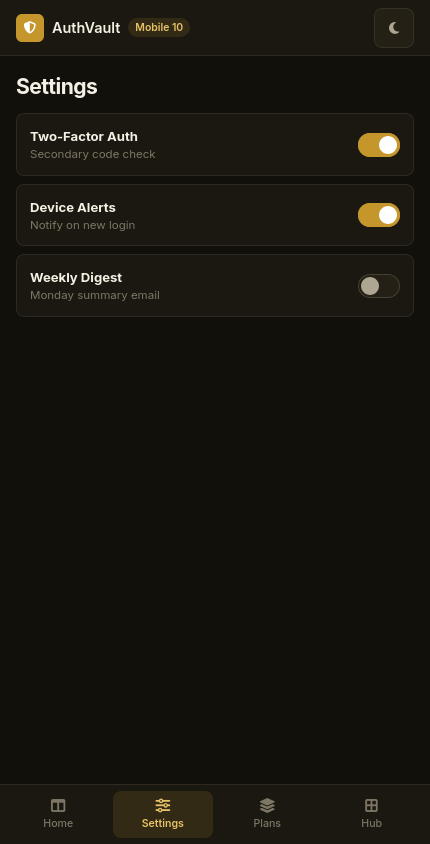 AuthVault Mobile 10
Settings
Two-Factor Auth
Secondary code check
Device Alerts
Notify on new login
Weekly Digest
Monday summary email
Home Settings Plans Hub